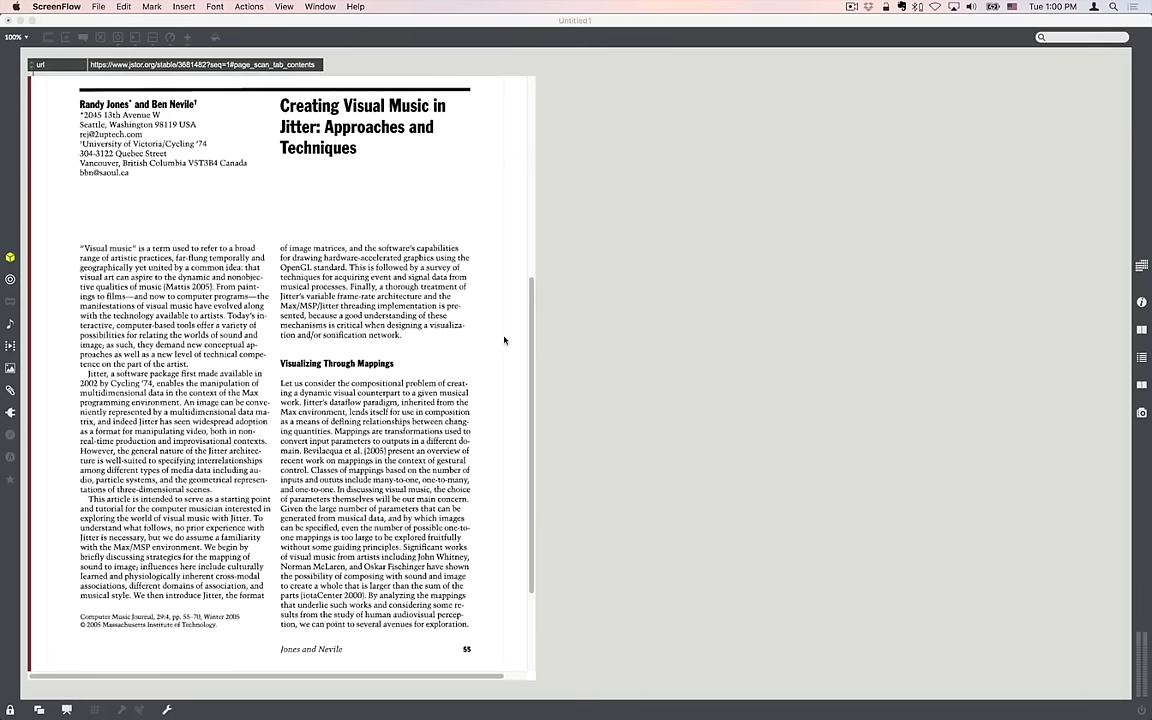 ScreenFlow File Edit Mark Insert Font Actions View Window Help Tue 1:00 PM
Untitled1
100%
url https://www.jstor.org/stable/3681482?seq=1#page_scan_tab_contents
Randy Jones* and Ben Nevile†
*2045 13th Avenue W
Seattle, Washington 98119 USA
rej@2uptech.com
†University of Victoria/Cycling '74
304-3122 Quebec Street
Vancouver, British Columbia V5T3B4 Canada
bbn@saoul.ca
Creating Visual Music in
Jitter: Approaches and
Techniques
"Visual music" is a term used to refer to a broad
range of artistic practices, far-flung temporally and
geographically yet united by a common idea: that
visual art can aspire to the dynamic and nonobjec-
tive qualities of music (Mattis 2005). From paint-
ings to films—and now to computer programs—the
manifestations of visual music have evolved along
with the technology available to artists. Today's in-
teractive, computer-based tools offer a variety of
possibilities for relating the worlds of sound and
image; as such, they demand new conceptual ap-
proaches as well as a new level of technical compe-
tence on the part of the artist.
Jitter, a software package first made available in
2002 by Cycling '74, enables the manipulation of
multidimensional data in the context of the Max
programming environment. An image can be conve-
niently represented by a multidimensional data ma-
trix, and indeed Jitter has seen widespread adoption
as a format for manipulating video, both in non-
real-time production and improvisational contexts.
However, the general nature of the Jitter architec-
ture is well-suited to specifying interrelationships
among different types of media data including au-
dio, particle systems, and the geometrical represen-
tations of three-dimensional scenes.
This article is intended to serve as a starting point
and tutorial for the computer musician interested in
exploring the world of visual music with Jitter. To
understand what follows, no prior experience with
Jitter is necessary, but we do assume a familiarity
with the Max/MSP environment. We begin by
briefly discussing strategies for the mapping of
sound to image; influences here include culturally
learned and physiologically inherent cross-modal
associations, different domains of association, and
musical style. We then introduce Jitter, the format
Computer Music Journal, 29:4, pp. 55–70, Winter 2005
© 2005 Massachusetts Institute of Technology.
of image matrices, and the software's capabilities
for drawing hardware-accelerated graphics using the
OpenGL standard. This is followed by a survey of
techniques for acquiring event and signal data from
musical processes. Finally, a thorough treatment of
Jitter's variable frame-rate architecture and the
Max/MSP/Jitter threading implementation is pre-
sented, because a good understanding of these
mechanisms is critical when designing a visualiza-
tion and/or sonification network.
Visualizing Through Mappings
Let us consider the compositional problem of creat-
ing a dynamic visual counterpart to a given musical
work. Jitter's dataflow paradigm, inherited from the
Max environment, lends itself for use in composition
as a means of defining relationships between chang-
ing quantities. Mappings are transformations used to
convert input parameters to outputs in a different do-
main. Bevilacqua et al. (2005) present an overview of
recent work on mappings in the context of gestural
control. Classes of mappings based on the number of
inputs and oututs include many-to-one, one-to-many,
and one-to-one. In discussing visual music, the choice
of parameters themselves will be our main concern.
Given the large number of parameters that can be
generated from musical data, and by which images
can be specified, even the number of possible one-to-
one mappings is too large to be explored fruitfully
without some guiding principles. Significant works
of visual music from artists including John Whitney,
Norman McLaren, and Oskar Fischinger have shown
the possibility of composing with sound and image
to create a whole that is larger than the sum of the
parts (iotaCenter 2000). By analyzing the mappings
that underlie such works and considering some re-
sults from the study of human audiovisual percep-
tion, we can point to several avenues for exploration.
Jones and Nevile 55